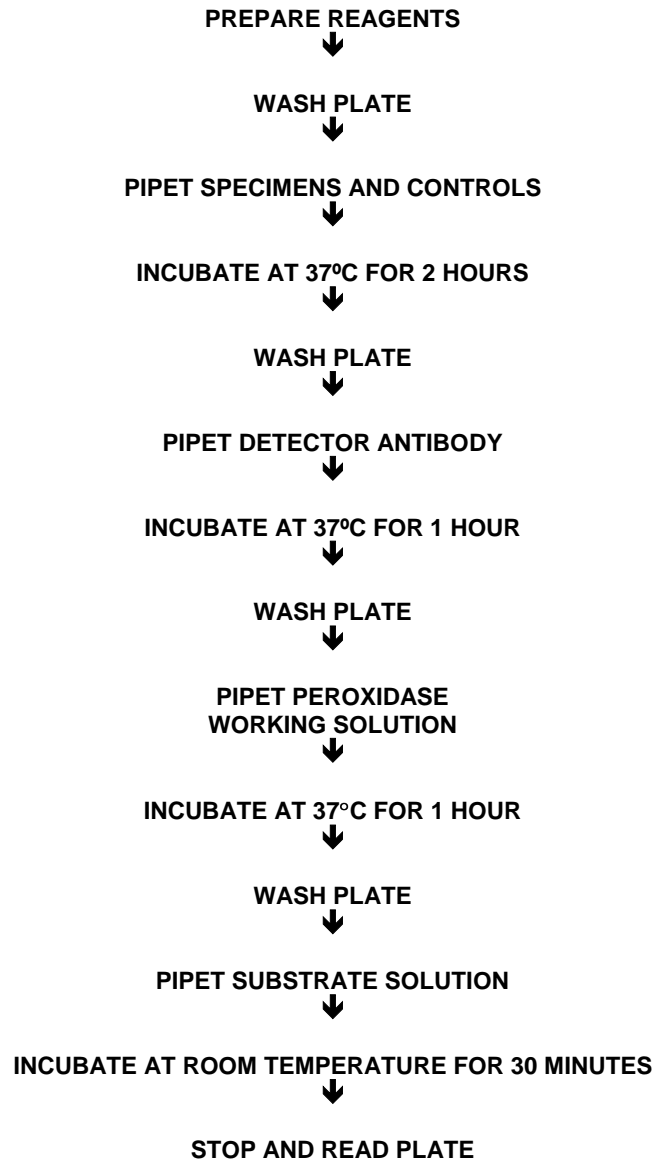 PREPARE REAGENTS
WASH PLATE
PIPET SPECIMENS AND CONTROLS
INCUBATE AT 37ºC FOR 2 HOURS
WASH PLATE
PIPET DETECTOR ANTIBODY
INCUBATE AT 37ºC FOR 1 HOUR
WASH PLATE
PIPET PEROXIDASE
WORKING SOLUTION
INCUBATE AT 37°C FOR 1 HOUR
WASH PLATE
PIPET SUBSTRATE SOLUTION
INCUBATE AT ROOM TEMPERATURE FOR 30 MINUTES
STOP AND READ PLATE